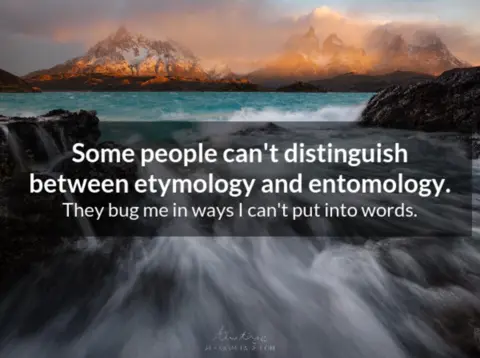 Some people can't distinguish
between etymology and entomology.
They bug me in ways I can't put into words.